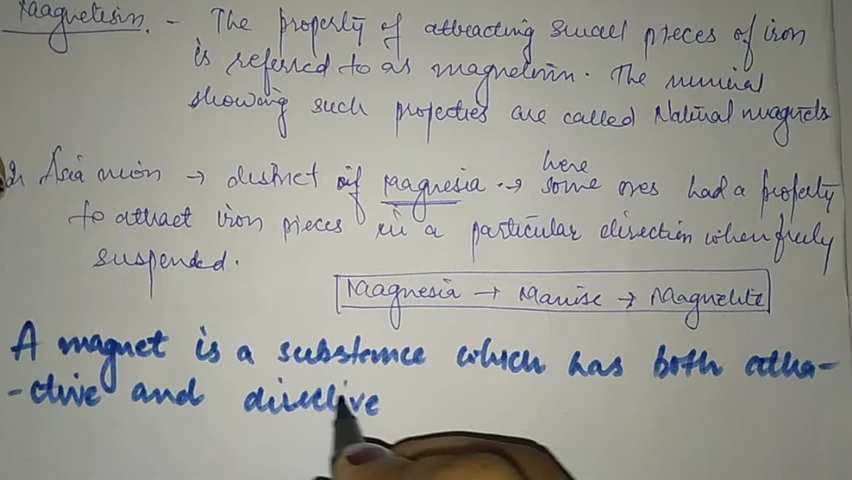 Magnetism. - The property of attracting small pieces of iron
is referred to as magnetism. The mineral
showing such properties are called Natural magnets
In Asia minor → district of Magnesia → here some ores had a property
to attract iron pieces in a particular direction when freely
suspended.
Magnesia → → Magnetite
A magnet is a substance which has both attra-
-ctive and directive